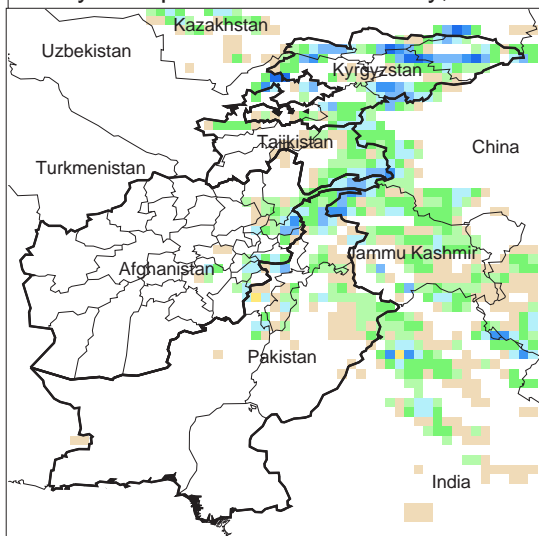 Kazakhstan
Uzbekistan
Kyrgyzstan
Tajikistan
China
Turkmenistan
Jammu Kashmir
Afghanistan
Pakistan
India